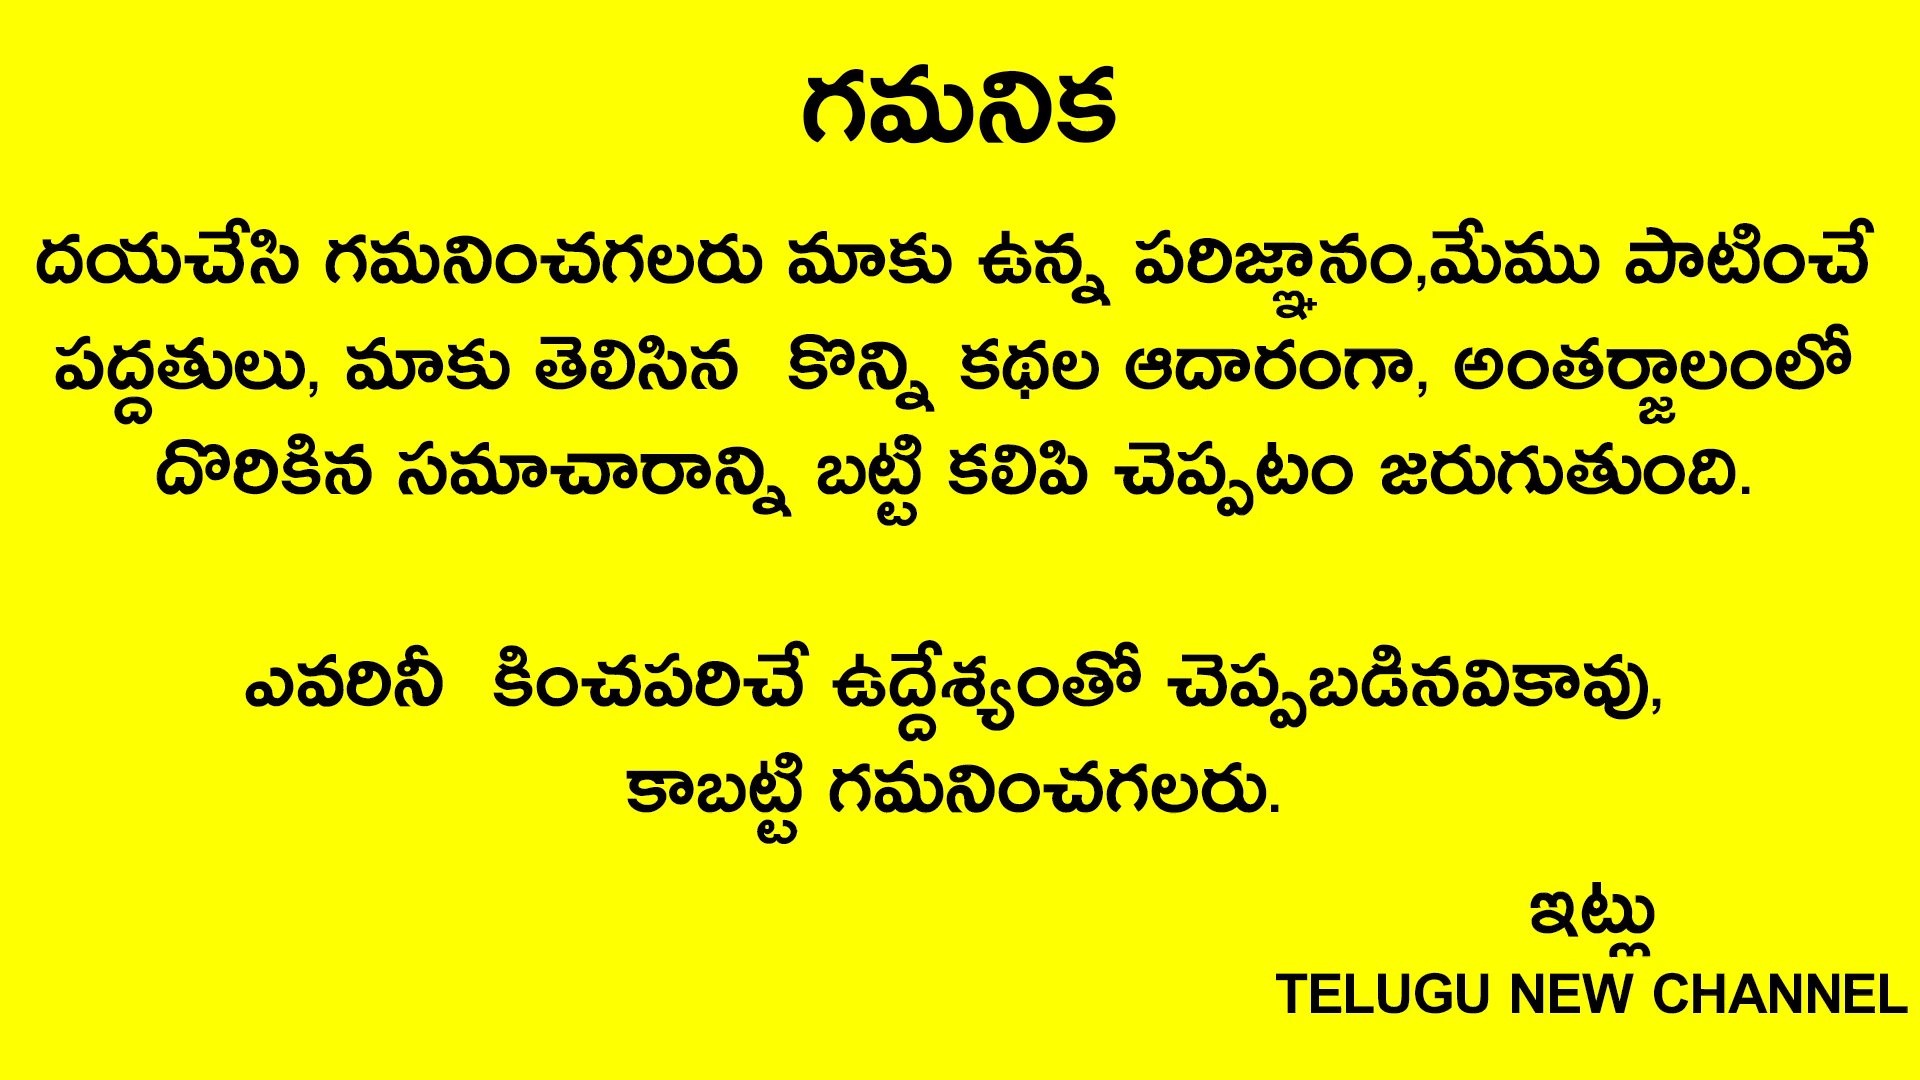 గమనిక
దయచేసి గమనించగలరు మాకు ఉన్న పరిజ్ఞానం,మేము పాటించే
పద్దతులు, మాకు తెలిసిన కొన్ని కథల ఆదారంగా, అంతర్జాలంలో
దొరికిన సమాచారాన్ని బట్టి కలిపి చెప్పటం జరుగుతుంది.
ఎవరినీ కించపరిచే ఉద్దేశ్యంతో చెప్పబడినవికావు,
కాబట్టి గమనించగలరు.
ఇట్లు
TELUGU NEW CHANNEL